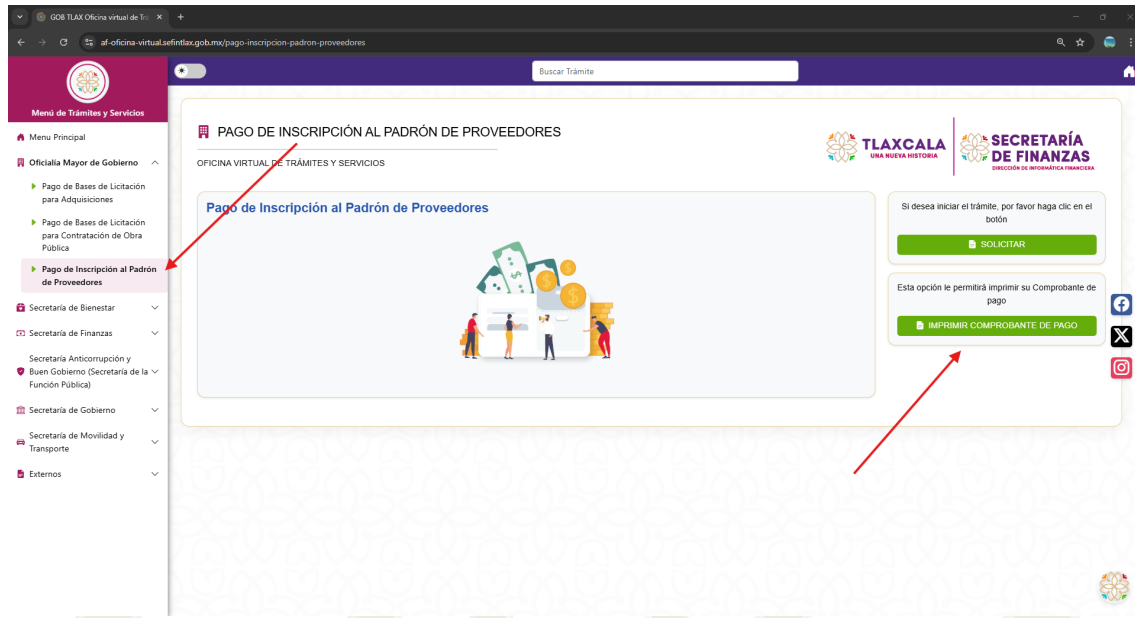 GOB TLAX Oficina virtual de Trá
af-oficina-virtual.sefintlax.gob.mx/pago-inscripcion-padron-proveedores
Menú de Trámites y Servicios
Menu Principal
Oficialía Mayor de Gobierno
Pago de Bases de Licitación
para Adquisiciones
Pago de Bases de Licitación
para Contratación de Obra
Pública
Pago de Inscripción al Padrón
de Proveedores
Secretaría de Bienestar
Secretaría de Finanzas
Secretaría Anticorrupción y
Buen Gobierno (Secretaría de la
Función Pública)
Secretaría de Gobierno
Secretaría de Movilidad y
Transporte
Externos
Buscar Trámite
PAGO DE INSCRIPCIÓN AL PADRÓN DE PROVEEDORES
OFICINA VIRTUAL DE TRÁMITES Y SERVICIOS
TLAXCALA
UNA NUEVA HISTORIA
SECRETARÍA
DE FINANZAS
DIRECCIÓN DE INFORMÁTICA FINANCIERA
Pago de Inscripción al Padrón de Proveedores
Si desea iniciar el trámite, por favor haga clic en el
botón
SOLICITAR
Esta opción le permitirá imprimir su Comprobante de
pago
IMPRIMIR COMPROBANTE DE PAGO